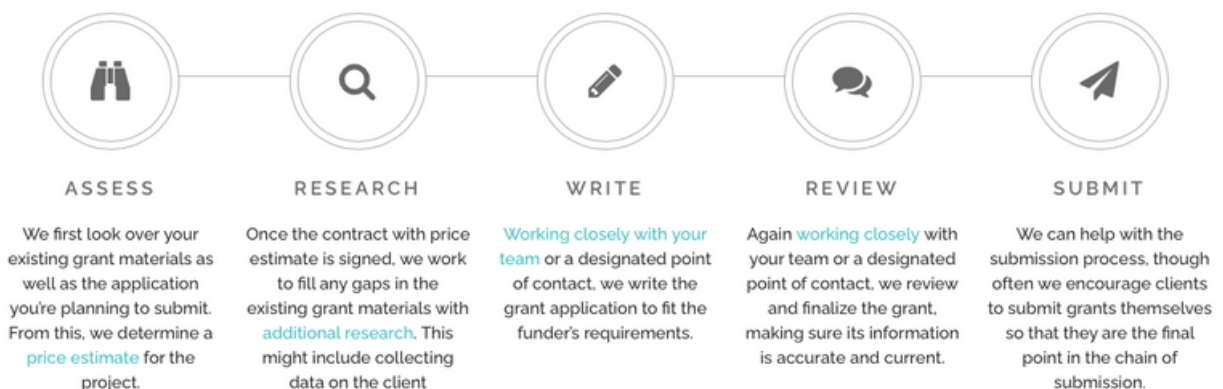 ASSESS
We first look over your
existing grant materials as
well as the application
you're planning to submit.
From this, we determine a
price estimate for the
project.
RESEARCH
Once the contract with price
estimate is signed, we work
to fill any gaps in the
existing grant materials with
additional research. This
might include collecting
data on the client
WRITE
Working closely with your
team or a designated point
of contact, we write the
grant application to fit the
funder's requirements.
REVIEW
Again working closely with
your team or a designated
point of contact, we review
and finalize the grant,
making sure its information
is accurate and current.
SUBMIT
We can help with the
submission process, though
often we encourage clients
to submit grants themselves
so that they are the final
point in the chain of
submission.